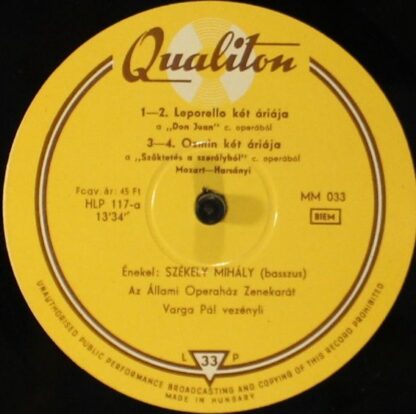 Qualiton
1—2. Leporello két áriája
a „Don Juan" c. operából
3—4. Ozmin két áriája
a „Szöktetés a szerályból" c. operából
Mozart—Harsányi
Fogy. ár: 45 Ft
HLP 117-a
13'34"
MM 033
BIEM
Énekel: SZÉKELY MIHÁLY (basszus)
Az Állami Operaház Zenekarát
Varga Pál vezényli
L 33 P
UNAUTHORISED PUBLIC PERFORMANCE BROADCASTING AND COPYING OF THIS RECORD PROHIBITED
MADE IN HUNGARY